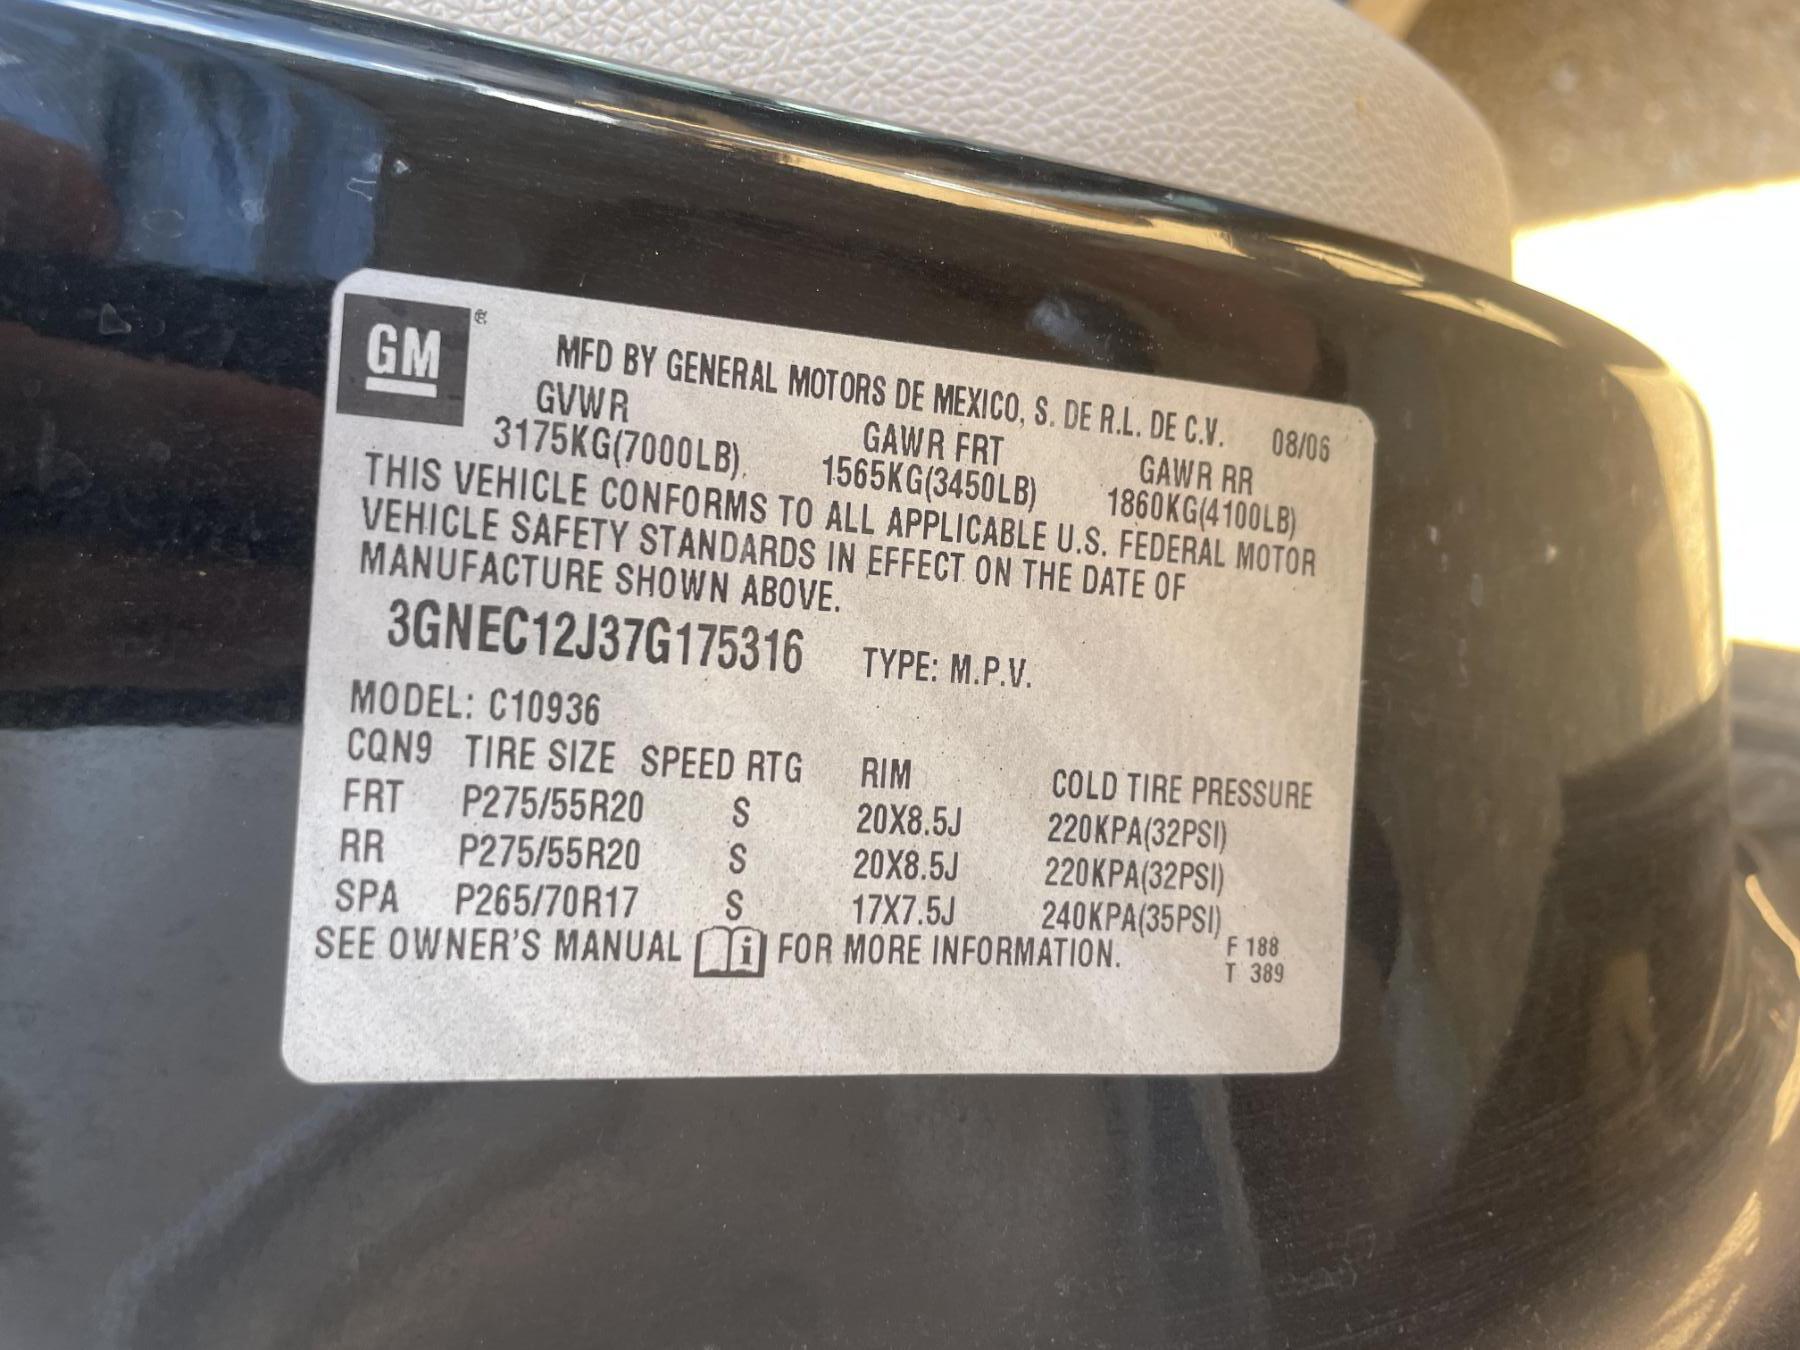 GM
MFD BY GENERAL MOTORS DE MEXICO, S. DE R.L. DE C.V. 08/06
GVWR GAWR FRT GAWR RR
3175KG(7000LB) 1565KG(3450LB) 1860KG(4100LB)
THIS VEHICLE CONFORMS TO ALL APPLICABLE U.S. FEDERAL MOTOR
VEHICLE SAFETY STANDARDS IN EFFECT ON THE DATE OF
MANUFACTURE SHOWN ABOVE.
3GNEC12J37G175316 TYPE: M.P.V.
MODEL: C10936
CQN9 TIRE SIZE SPEED RTG RIM COLD TIRE PRESSURE
FRT P275/55R20 S 20X8.5J 220KPA(32PSI)
RR P275/55R20 S 20X8.5J 220KPA(32PSI)
SPA P265/70R17 S 17X7.5J 240KPA(35PSI)
SEE OWNER'S MANUAL i FOR MORE INFORMATION. F 188
T 389